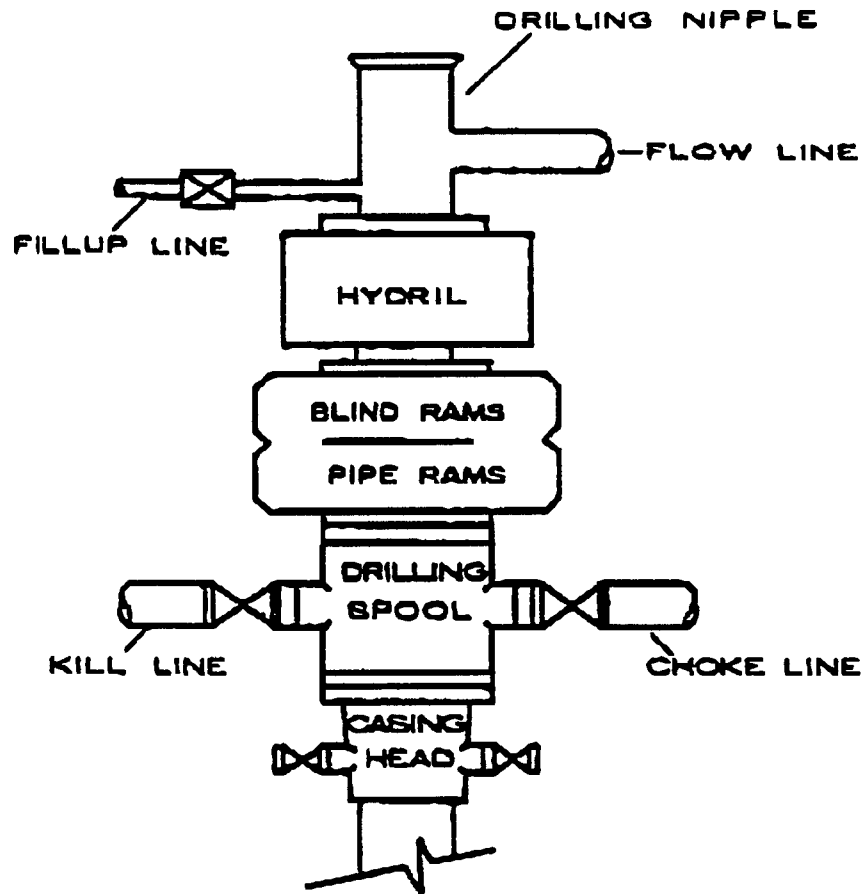 DRILLING NIPPLE
FLOW LINE
FILLUP LINE
HYDRIL
BLIND RAMS
PIPE RAMS
DRILLING
SPOOL
KILL LINE
CHOKE LINE
CASING
HEAD